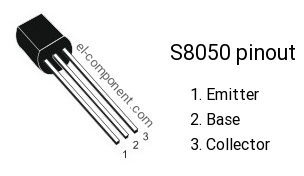 el-component.com
S8050 pinout
1. Emitter
2. Base
3. Collector
1
2
3